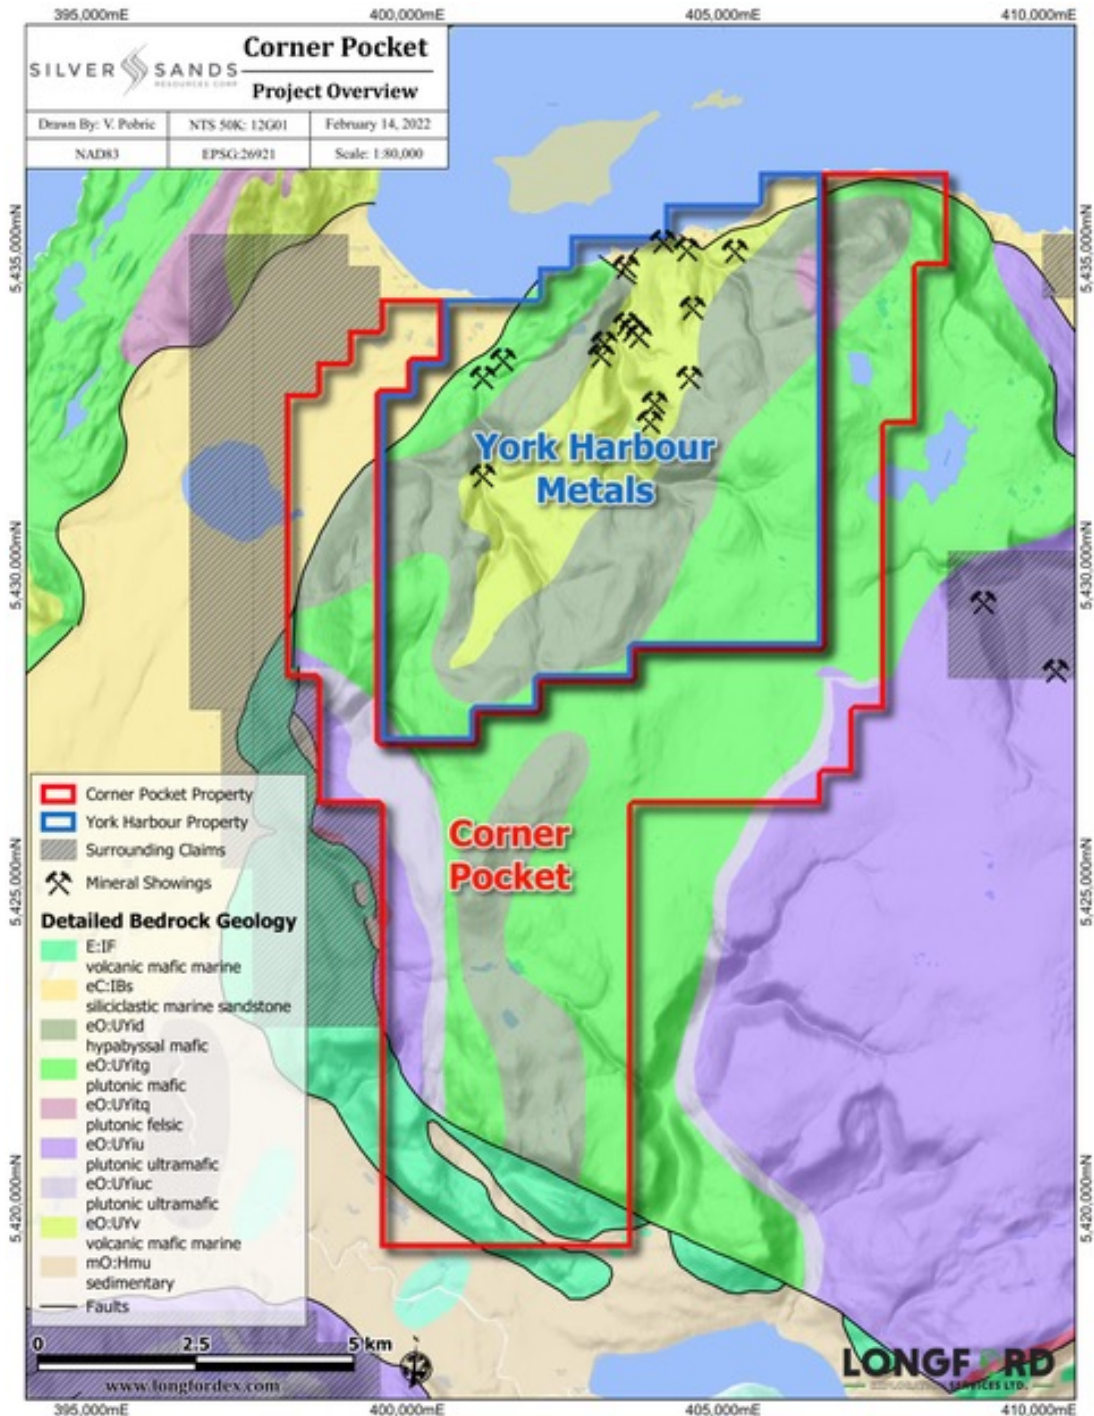 395,000mE 400,000mE 405,000mE 410,000mE
SILVER SANDS
RESOURCES CORP
Corner Pocket
Project Overview
Drawn By: V. Pobric NTS 50K: 12G01 February 14, 2022
NAD83 EPSG:26921 Scale: 1:80,000
5,435,000mN 5,435,000mN
York Harbour
Metals
5,430,000mN 5,430,000mN
Corner
Pocket
5,425,000mN 5,425,000mN
5,420,000mN 5,420,000mN
Corner Pocket Property
York Harbour Property
Surrounding Claims
Mineral Showings
Detailed Bedrock Geology
E:IF
volcanic mafic marine
eC:IBs
siliciclastic marine sandstone
eO:UYid
hypabyssal mafic
eO:UYitg
plutonic mafic
eO:UYitq
plutonic felsic
eO:UYiu
plutonic ultramafic
eO:UYiuc
plutonic ultramafic
eO:UYv
volcanic mafic marine
mO:Hmu
sedimentary
Faults
0 2.5 5 km
www.longfordex.com
LONGFORD
EXPLORATION SERVICES LTD.
395,000mE 400,000mE 405,000mE 410,000mE